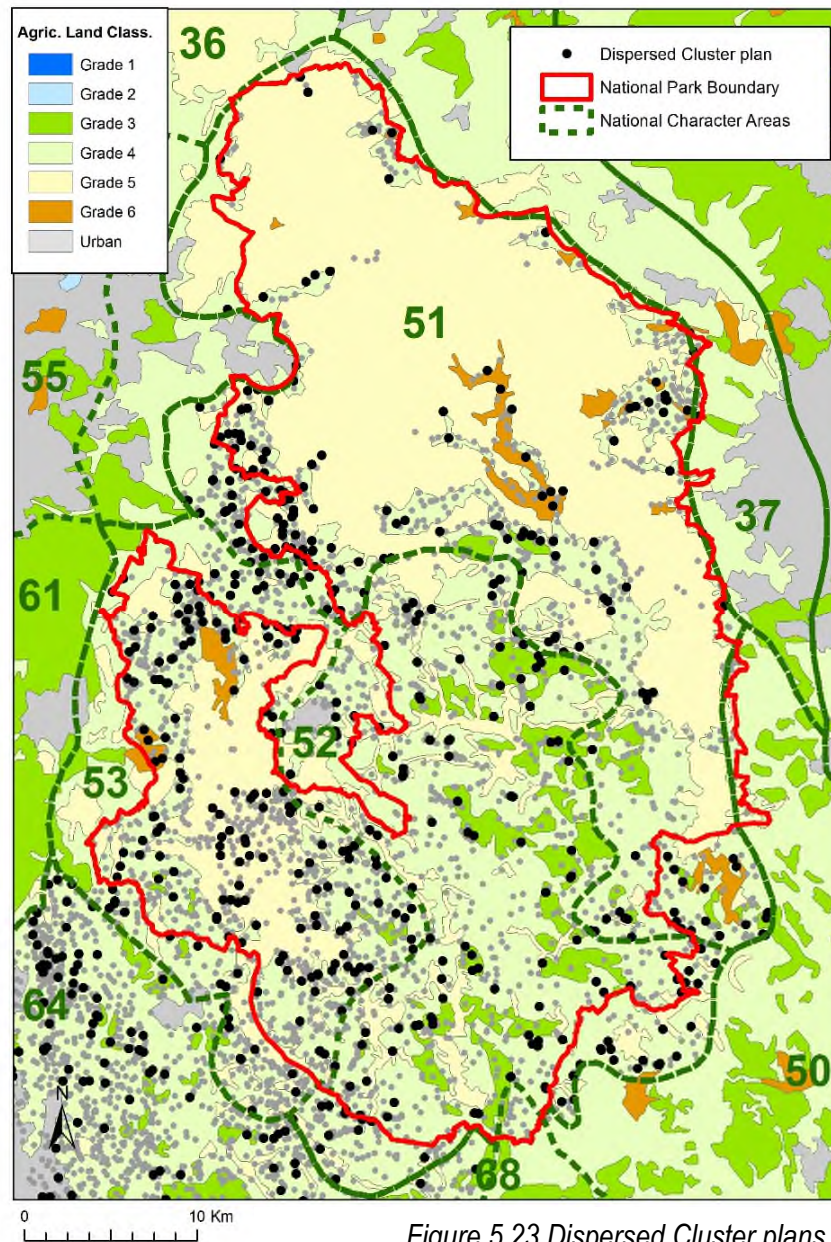 Agric. Land Class.
Grade 1
Grade 2
Grade 3
Grade 4
Grade 5
Grade 6
Urban
Dispersed Cluster plan
National Park Boundary
National Character Areas
36
51
55
37
61
52
53
64
50
68
N
0 10 Km
Figure 5.23 Dispersed Cluster plans